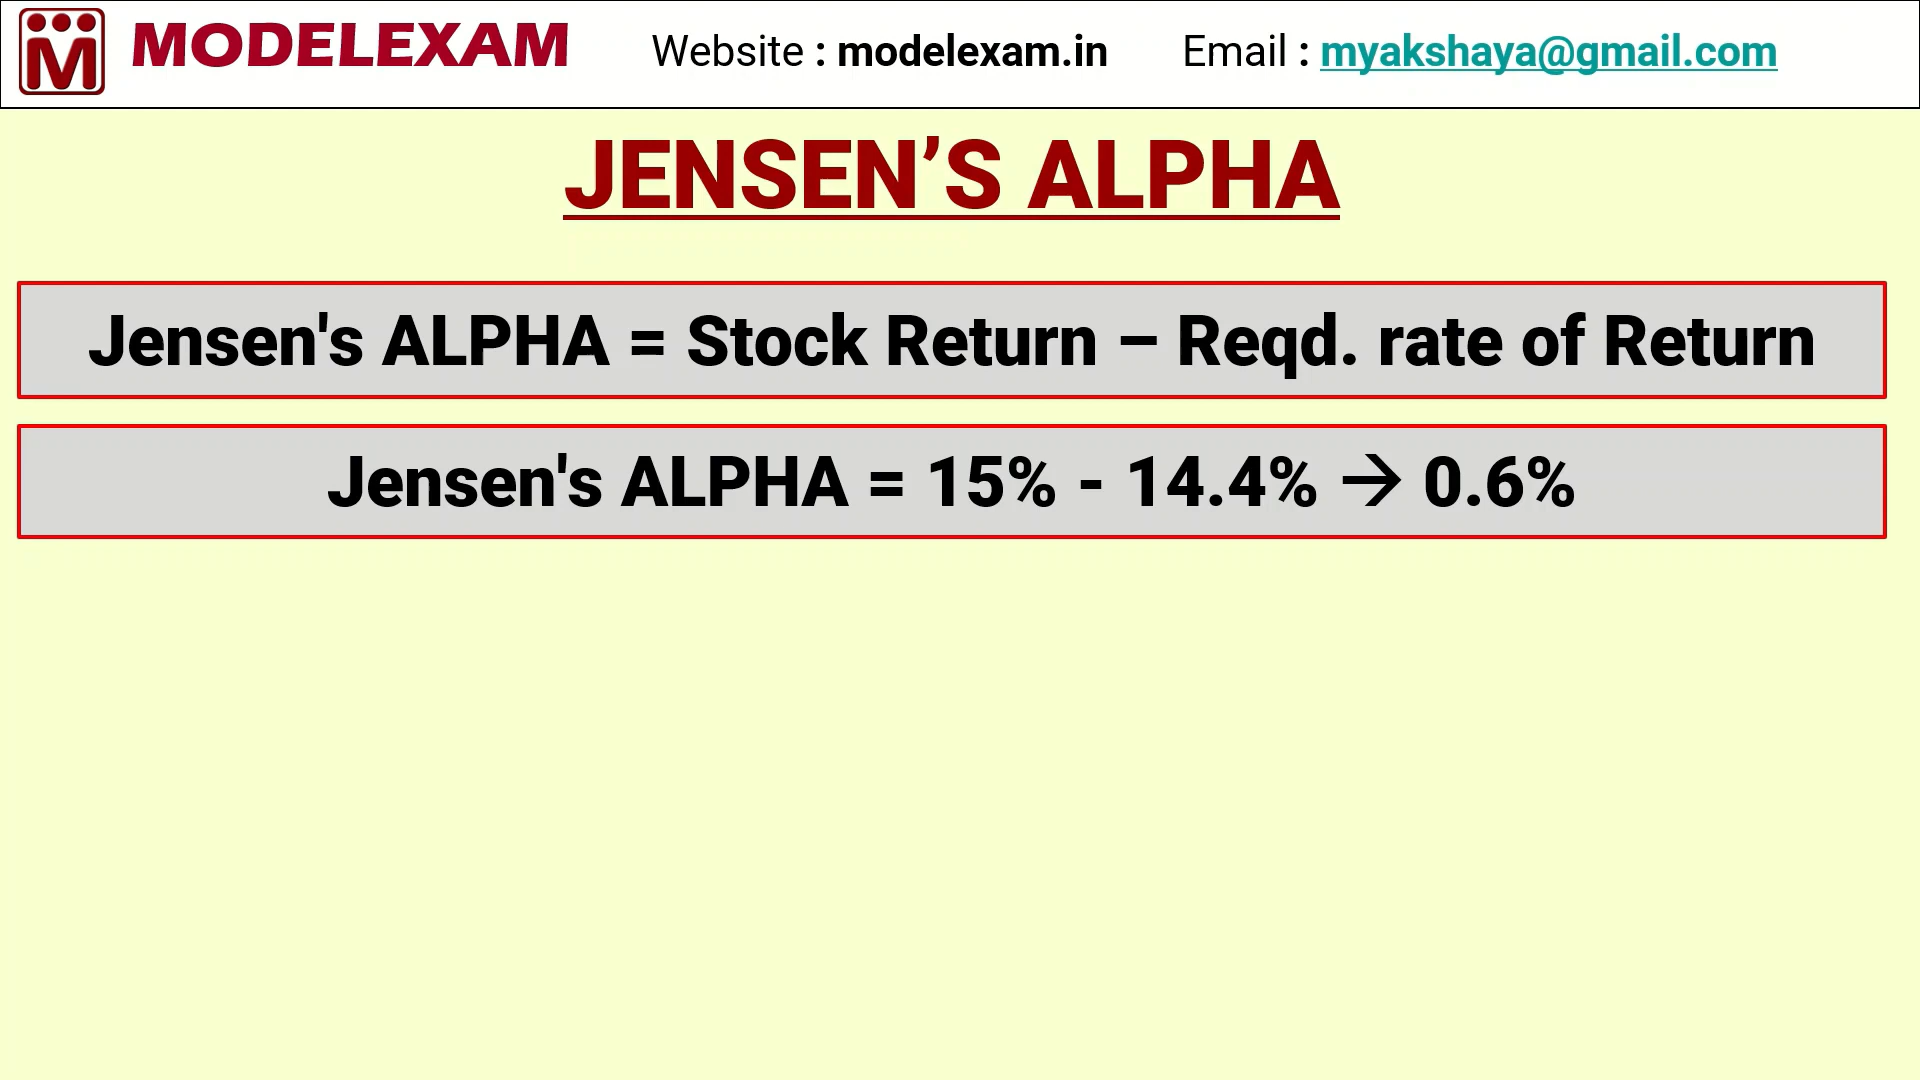 MODELEXAM Website : modelexam.in Email : myakshaya@gmail.com
JENSEN’S ALPHA
Jensen's ALPHA = Stock Return – Reqd. rate of Return
Jensen's ALPHA = 15% - 14.4% → 0.6%